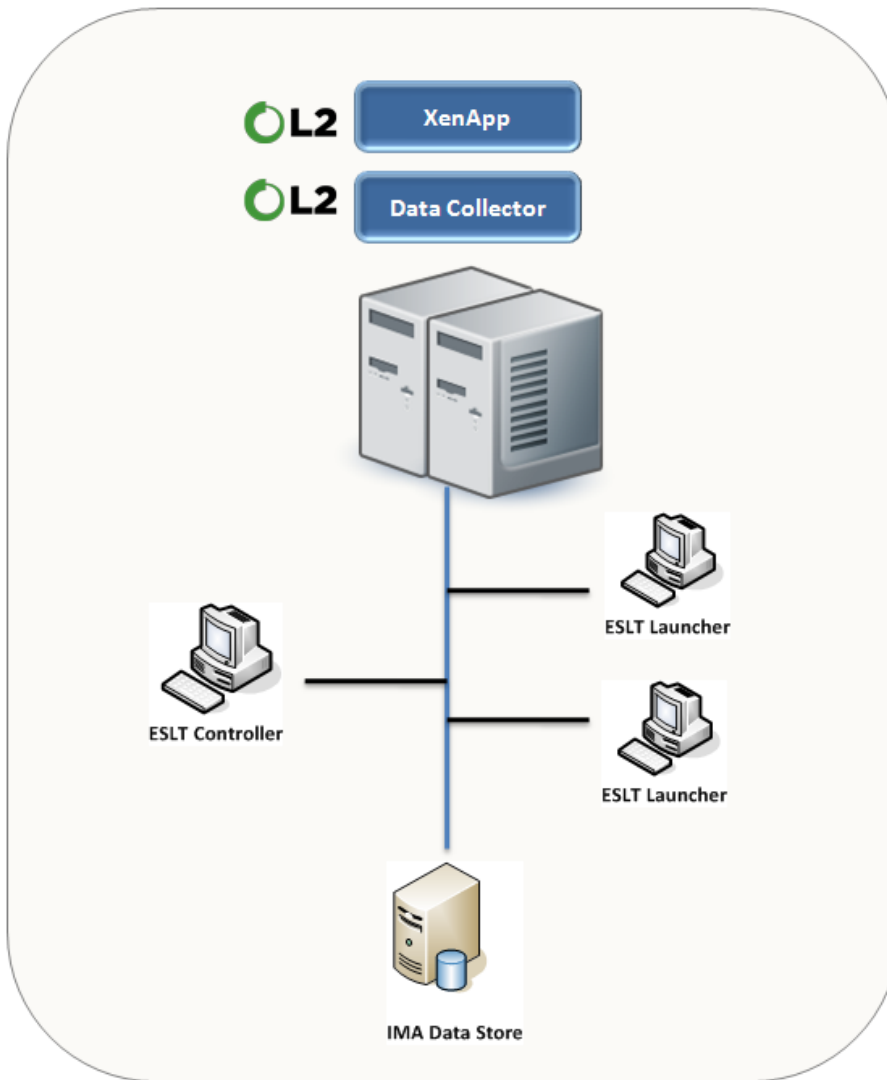 L2 XenApp
L2 Data Collector
ESLT Launcher
ESLT Controller
ESLT Launcher
IMA Data Store